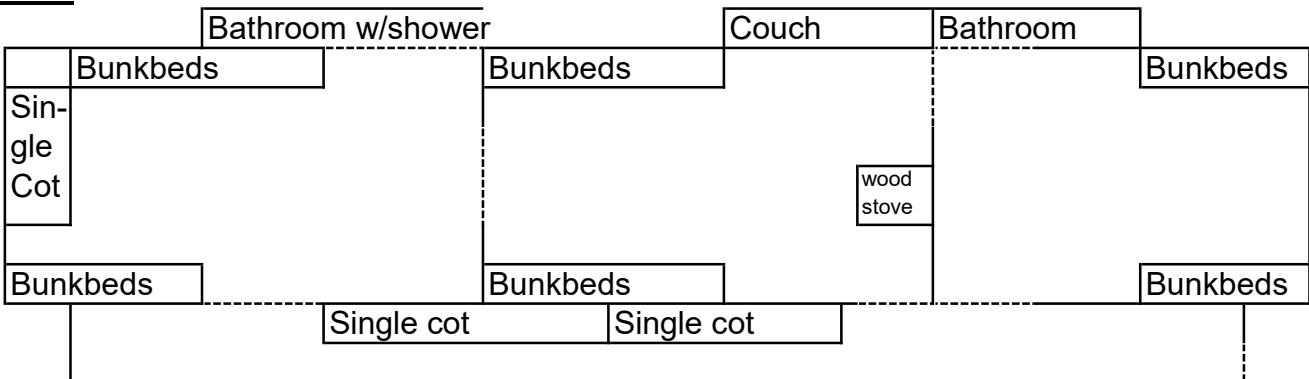 Bathroom w/shower
Couch
Bathroom
Bunkbeds
Bunkbeds
Bunkbeds
Sin-
gle
Cot
wood
stove
Bunkbeds
Bunkbeds
Bunkbeds
Single cot
Single cot